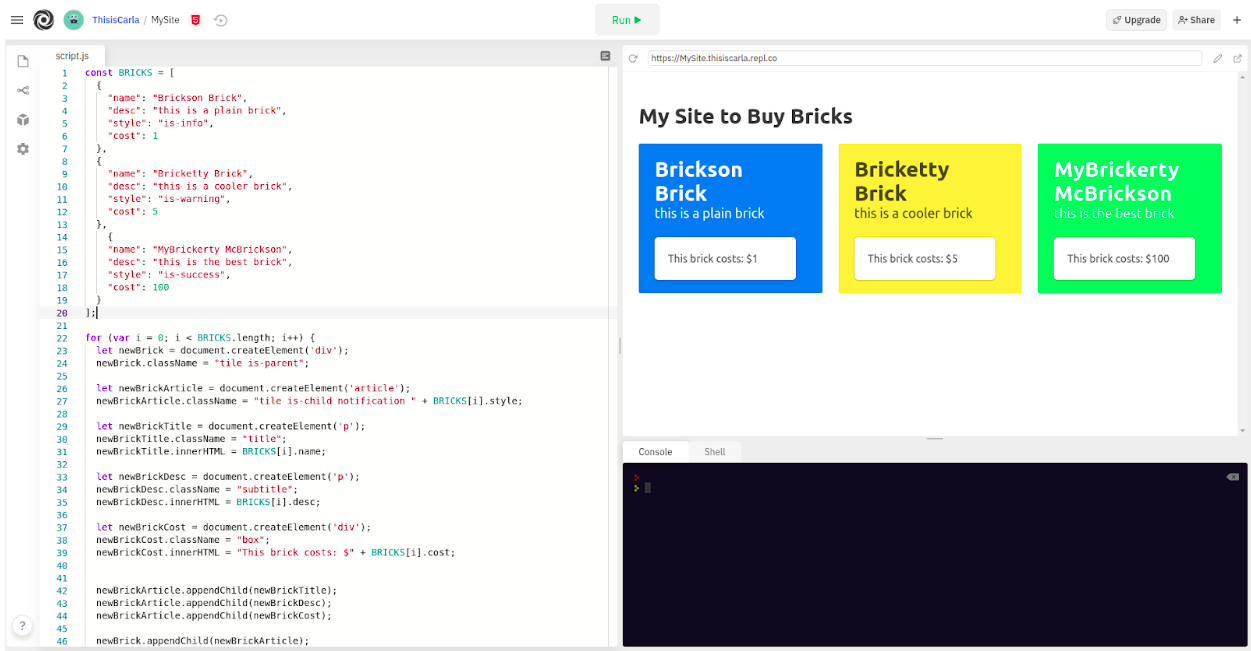 ThisisCarla / MySite
Run
Upgrade
Share
script.js
1 const BRICKS = [
2 {
3 "name": "Brickson Brick",
4 "desc": "this is a plain brick",
5 "style": "is-info",
6 "cost": 1
7 },
8 {
9 "name": "Bricketty Brick",
10 "desc": "this is a cooler brick",
11 "style": "is-warning",
12 "cost": 5
13 },
14 {
15 "name": "MyBrickerty McBrickson",
16 "desc": "this is the best brick",
17 "style": "is-success",
18 "cost": 100
19 }
20 ];
21
22 for (var i = 0; i < BRICKS.length; i++) {
23 let newBrick = document.createElement('div');
24 newBrick.className = "tile is-parent";
25
26 let newBrickArticle = document.createElement('article');
27 newBrickArticle.className = "tile is-child notification " + BRICKS[i].style;
28
29 let newBrickTitle = document.createElement('p');
30 newBrickTitle.className = "title";
31 newBrickTitle.innerHTML = BRICKS[i].name;
32
33 let newBrickDesc = document.createElement('p');
34 newBrickDesc.className = "subtitle";
35 newBrickDesc.innerHTML = BRICKS[i].desc;
36
37 let newBrickCost = document.createElement('div');
38 newBrickCost.className = "box";
39 newBrickCost.innerHTML = "This brick costs: $" + BRICKS[i].cost;
40
41
42 newBrickArticle.appendChild(newBrickTitle);
43 newBrickArticle.appendChild(newBrickDesc);
44 newBrickArticle.appendChild(newBrickCost);
45
46 newBrick.appendChild(newBrickArticle);
?
https://MySite.thisiscarla.repl.co
My Site to Buy Bricks
Brickson
Brick
this is a plain brick
This brick costs: $1
Bricketty
Brick
this is a cooler brick
This brick costs: $5
MyBrickerty
McBrickson
this is the best brick
This brick costs: $100
Console
Shell